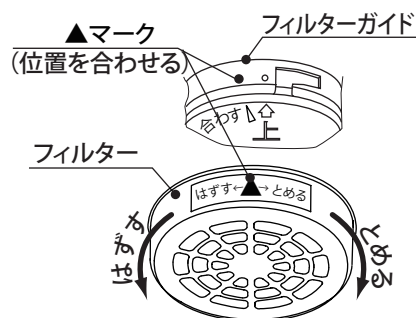 フィルターガイド
▲マーク
(位置を合わせる)
合わす
上
フィルター
はずす←▲→とめる
はずす
とめる